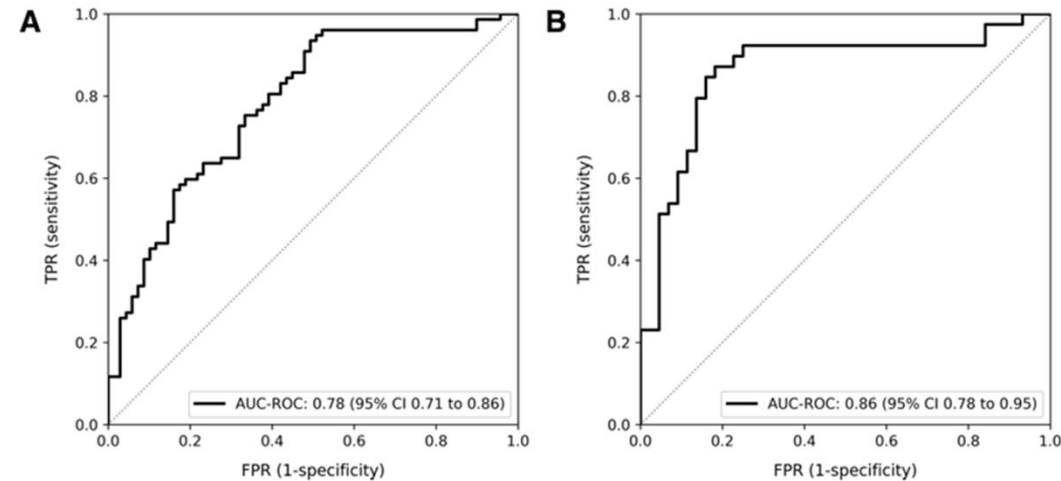 A
1.0
0.8
0.6
0.4
0.2
0.0
TPR (sensitivity)
AUC-ROC: 0.78 (95% CI 0.71 to 0.86)
0.0 0.2 0.4 0.6 0.8 1.0
FPR (1-specificity)
B
1.0
0.8
0.6
0.4
0.2
0.0
TPR (sensitivity)
AUC-ROC: 0.86 (95% CI 0.78 to 0.95)
0.0 0.2 0.4 0.6 0.8 1.0
FPR (1-specificity)